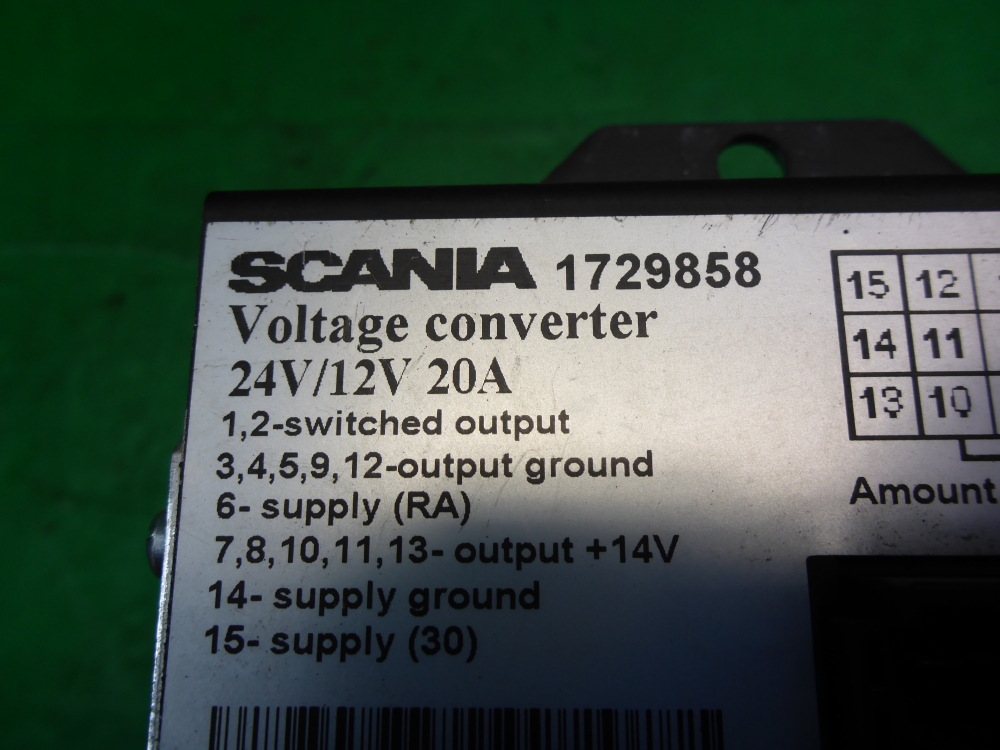 SCANIA 1729858
Voltage converter
24V/12V 20A
1,2-switched output
3,4,5,9,12-output ground
6- supply (RA)
7,8,10,11,13- output +14V
14- supply ground
15- supply (30)
15 12
14 11
13 10
Amount